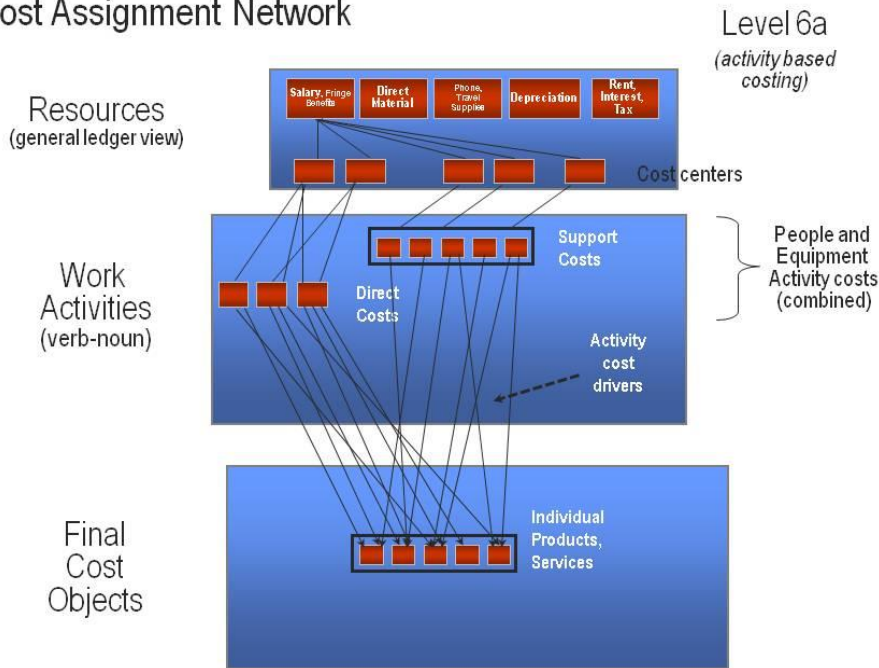 ost Assignment Network
Level 6a
(activity based
costing)
Resources
(general ledger view)
Salary, Fringe
Benefits
Direct
Material
Phone,
Travel
Supplies
Depreciation
Rent,
Interest,
Tax
Cost centers
Work
Activities
(verb-noun)
Support
Costs
Direct
Costs
Activity
cost
drivers
People and
Equipment
Activity costs
(combined)
Final
Cost
Objects
Individual
Products,
Services